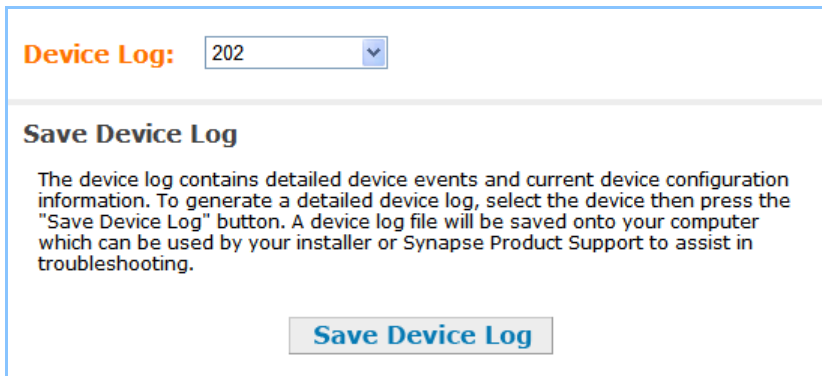 Device Log: 202
Save Device Log
The device log contains detailed device events and current device configuration
information. To generate a detailed device log, select the device then press the
"Save Device Log" button. A device log file will be saved onto your computer
which can be used by your installer or Synapse Product Support to assist in
troubleshooting.
Save Device Log